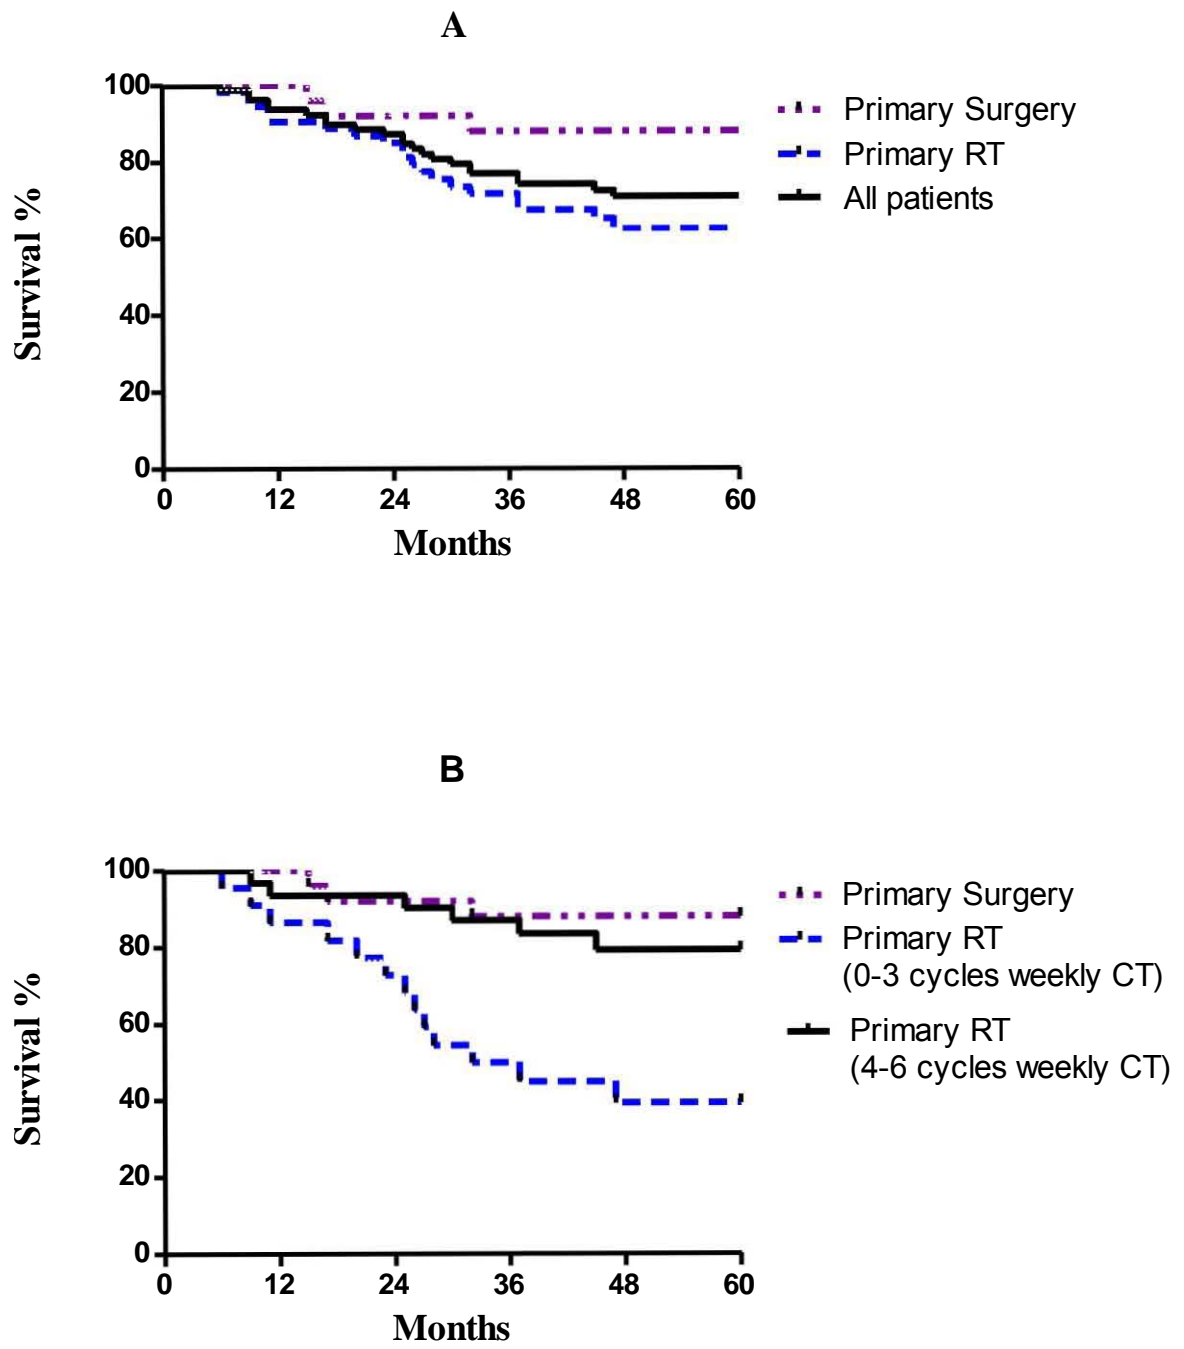 A
Survival %
100
80
60
40
20
0
0 12 24 36 48 60
Months
Primary Surgery
Primary RT
All patients
B
Survival %
100
80
60
40
20
0
0 12 24 36 48 60
Months
Primary Surgery
Primary RT
(0-3 cycles weekly CT)
Primary RT
(4-6 cycles weekly CT)